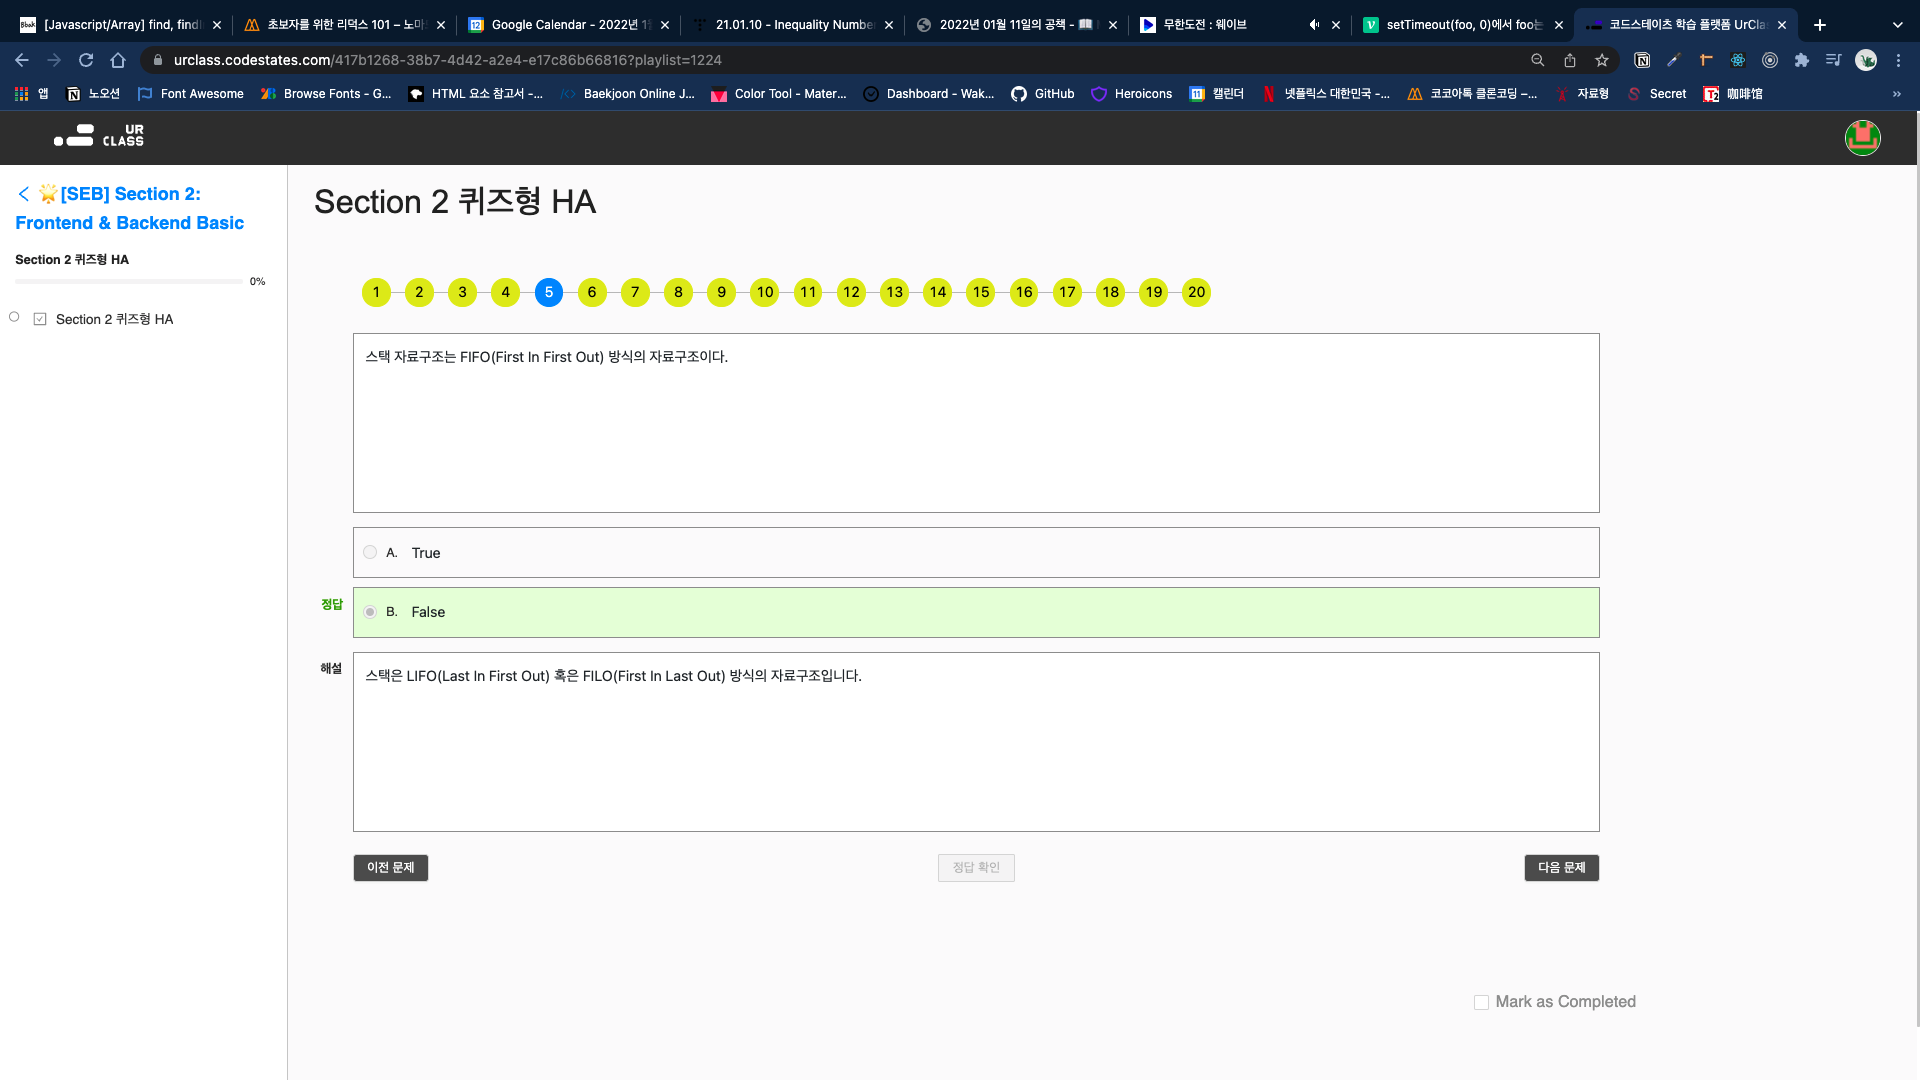 [Javascript/Array] find, find
초보자를 위한 리덕스 101 – 노마
Google Calendar - 2022년 1
21.01.10 - Inequality Number
2022년 01월 11일의 공책 - 📖
무한도전 : 웨이브
setTimeout(foo, 0)에서 foo는
코드스테이츠 학습 플랫폼 UrCla
urclass.codestates.com/417b1268-38b7-4d42-a2e4-e17c86b66816?playlist=1224
앱
노오션
Font Awesome
Browse Fonts - G...
HTML 요소 참고서 -...
Baekjoon Online J...
Color Tool - Mater...
Dashboard - Wak...
GitHub
Heroicons
캘린더
넷플릭스 대한민국 -...
코코아톡 클론코딩 –...
자료형
Secret
咖啡馆
UR
CLASS
🌟[SEB] Section 2:
Frontend & Backend Basic
Section 2 퀴즈형 HA
0%
Section 2 퀴즈형 HA
Section 2 퀴즈형 HA
1 2 3 4 5 6 7 8 9 10 11 12 13 14 15 16 17 18 19 20
스택 자료구조는 FIFO(First In First Out) 방식의 자료구조이다.
A. True
정답
B. False
해설
스택은 LIFO(Last In First Out) 혹은 FILO(First In Last Out) 방식의 자료구조입니다.
이전 문제
정답 확인
다음 문제
Mark as Completed